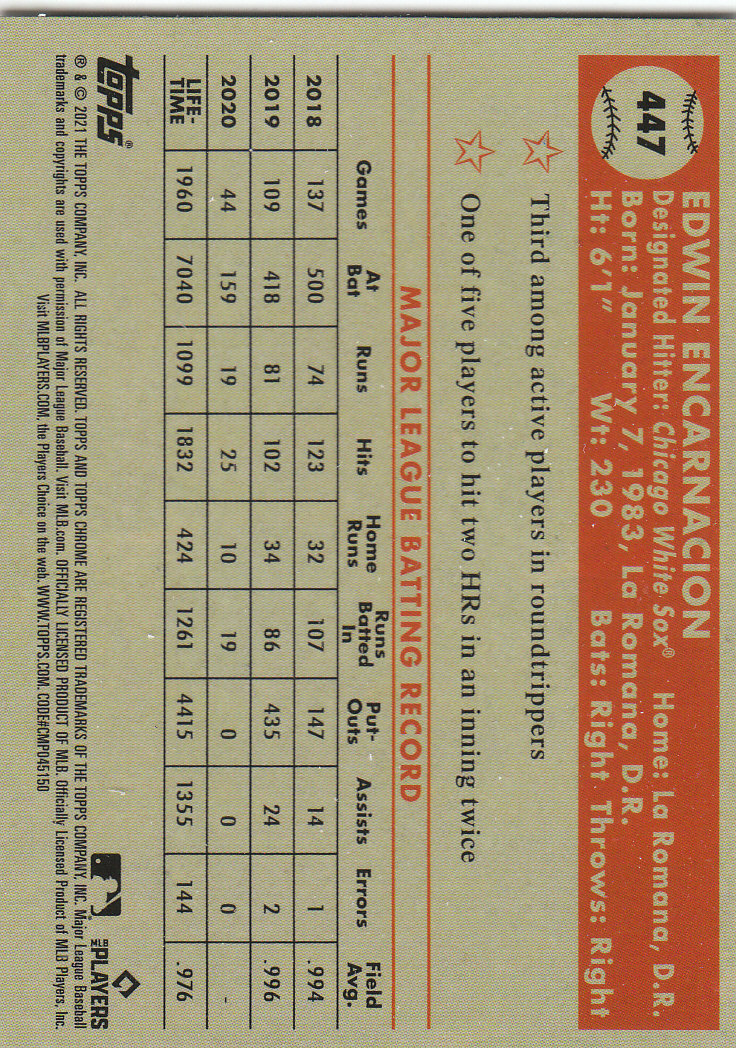 447
EDWIN ENCARNACION
Designated Hitter: Chicago White Sox® Home: La Romana, D.R.
Born: January 7, 1983, La Romana, D.R.
Ht: 6'1" Wt: 230 Bats: Right Throws: Right
Third among active players in roundtrippers
One of five players to hit two HRs in an inning twice
MAJOR LEAGUE BATTING RECORD
Games At Bat Runs Hits Home Runs Runs Batted In Put-Outs Assists Errors Field Avg.
2018 137 500 74 123 32 107 147 14 1 .994
2019 109 418 81 102 34 86 435 24 2 .996
2020 44 159 19 25 10 19 0 0 0 -
LIFE-TIME 1960 7040 1099 1832 424 1261 4415 1355 144 .976
topps®
® & © 2021 THE TOPPS COMPANY, INC. ALL RIGHTS RESERVED. TOPPS AND TOPPS CHROME ARE REGISTERED TRADEMARKS OF THE TOPPS COMPANY, INC. Major League Baseball
trademarks and copyrights are used with permission of Major League Baseball. Visit MLB.com. OFFICIALLY LICENSED PRODUCT OF MLB. Officially Licensed Product of MLB Players, Inc.
Visit MLBPLAYERS.COM, the Players Choice on the web. WWW.TOPPS.COM. CODE#CMPD45150
MLB PLAYERS